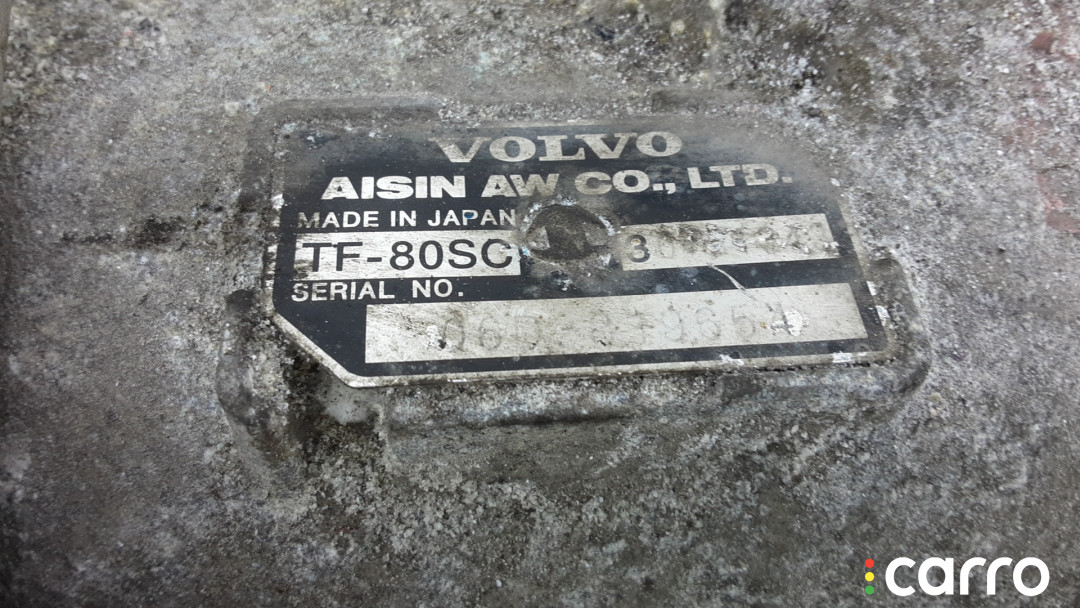 VOLVO
AISIN AW CO., LTD.
MADE IN JAPAN
TF-80SC
SERIAL NO.
carro